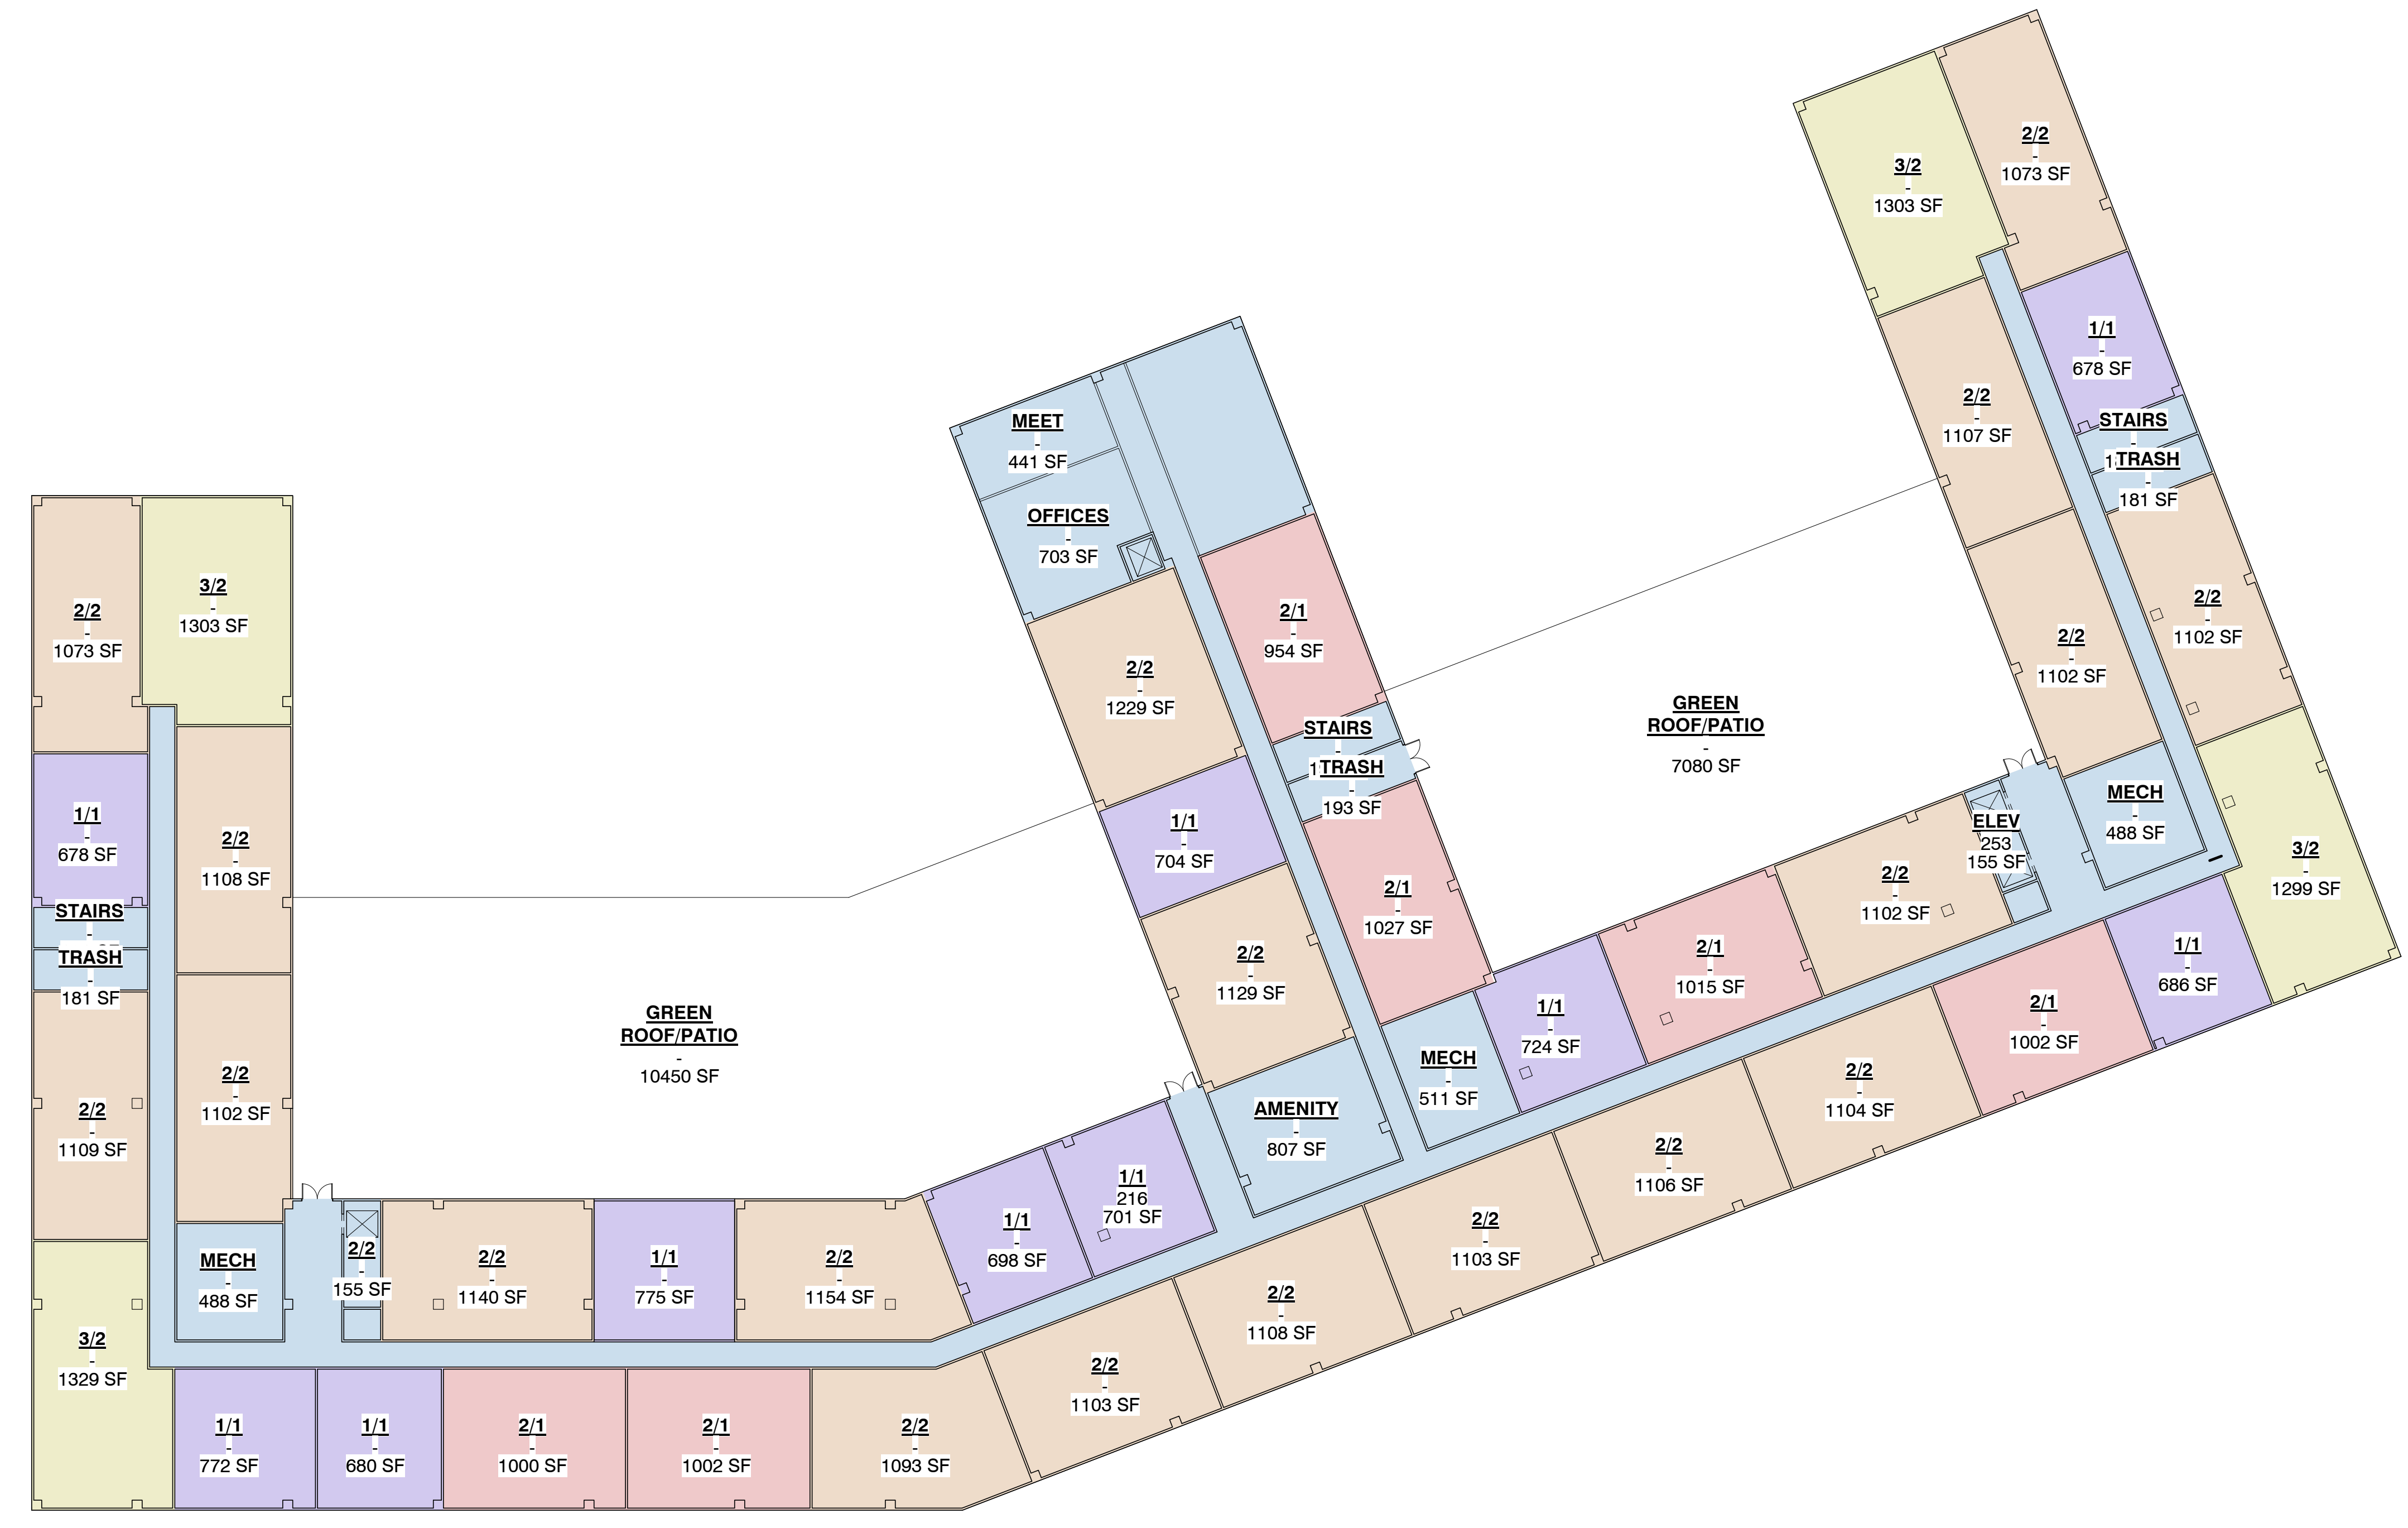 2/2
-
1073 SF
3/2
-
1303 SF
1/1
-
678 SF
2/2
-
1108 SF
STAIRS
-
TRASH
-
181 SF
2/2
-
1109 SF
2/2
-
1102 SF
MECH
-
488 SF
3/2
-
1329 SF
2/2
-
155 SF
2/2
-
1140 SF
1/1
-
775 SF
2/2
-
1154 SF
1/1
-
772 SF
1/1
-
680 SF
2/1
-
1000 SF
2/1
-
1002 SF
2/2
-
1093 SF
GREEN
ROOF/PATIO
-
10450 SF
1/1
-
698 SF
1/1
216
701 SF
MEET
-
441 SF
OFFICES
-
703 SF
2/2
-
1229 SF
2/1
-
954 SF
STAIRS
-
1
TRASH
-
193 SF
1/1
-
704 SF
2/1
-
1027 SF
2/2
-
1129 SF
AMENITY
-
807 SF
MECH
-
511 SF
1/1
-
724 SF
2/1
-
1015 SF
2/2
-
1102 SF
ELEV
253
155 SF
2/2
-
1103 SF
2/2
-
1108 SF
2/2
-
1103 SF
2/2
-
1106 SF
2/2
-
1104 SF
2/1
-
1002 SF
1/1
-
686 SF
GREEN
ROOF/PATIO
-
7080 SF
3/2
-
1303 SF
2/2
-
1073 SF
1/1
-
678 SF
2/2
-
1107 SF
STAIRS
-
1
TRASH
-
181 SF
2/2
-
1102 SF
2/2
-
1102 SF
MECH
-
488 SF
3/2
-
1299 SF